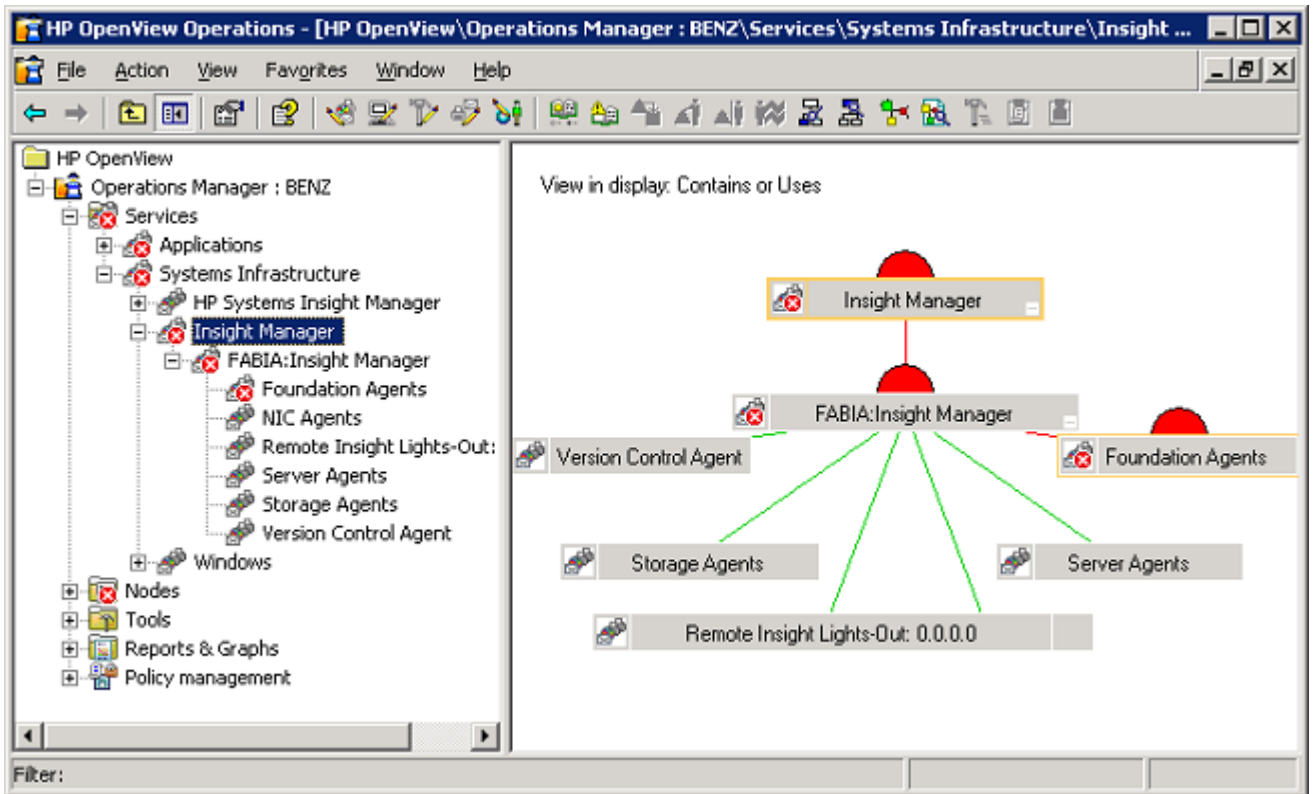 HP OpenView Operations - [HP OpenView\Operations Manager : BENZ\Services\Systems Infrastructure\Insight ...
File Action View Favorites Window Help
HP OpenView
Operations Manager : BENZ
Services
Applications
Systems Infrastructure
HP Systems Insight Manager
Insight Manager
FABIA:Insight Manager
Foundation Agents
NIC Agents
Remote Insight Lights-Out:
Server Agents
Storage Agents
Version Control Agent
Windows
Nodes
Tools
Reports & Graphs
Policy management
View in display: Contains or Uses
Insight Manager
FABIA:Insight Manager
Version Control Agent
Foundation Agents
Storage Agents
Server Agents
Remote Insight Lights-Out: 0.0.0.0
Filter: